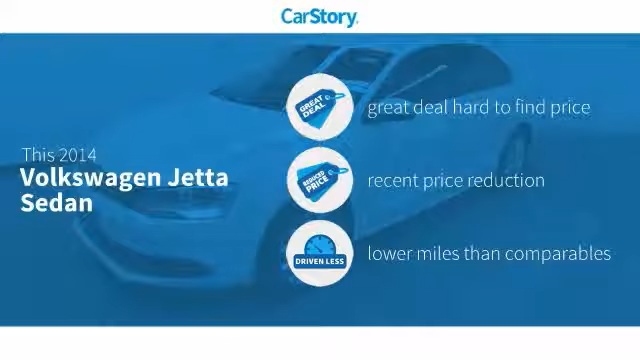 CarStory.
This 2014
Volkswagen Jetta
Sedan
GREAT
DEAL
great deal hard to find price
REDUCED
PRICE
recent price reduction
DRIVEN LESS
lower miles than comparables